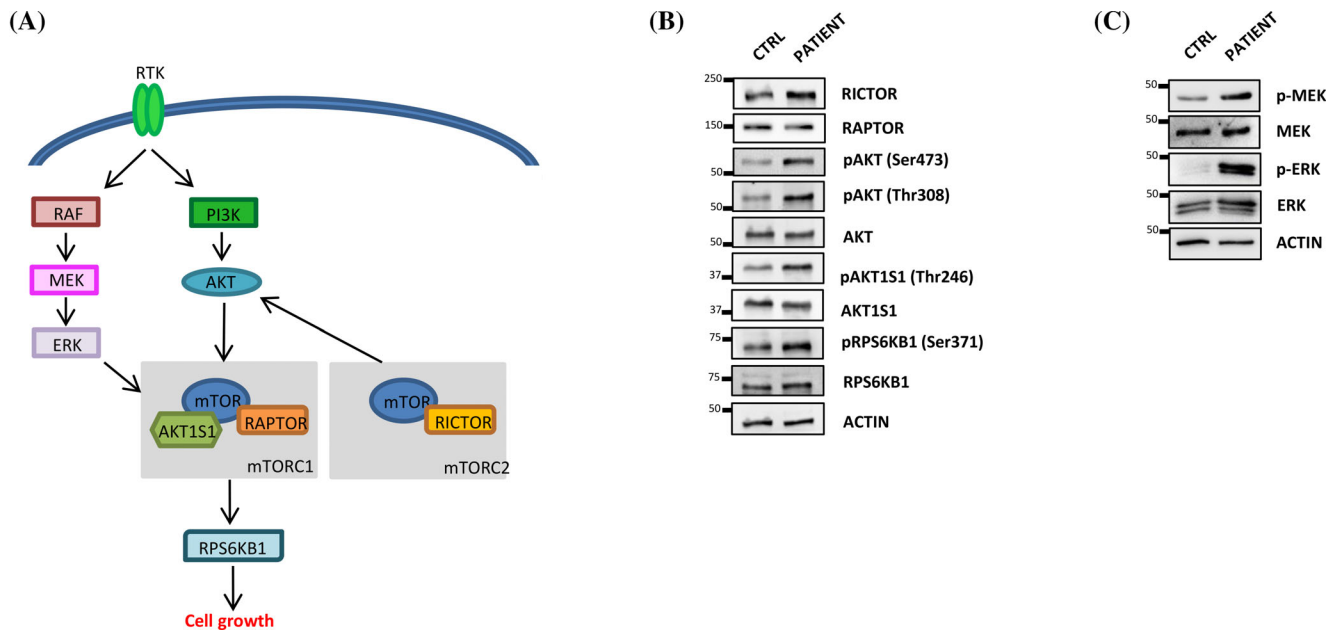 (A)
RTK
RAF
PI3K
MEK
AKT
ERK
mTOR
AKT1S1
RAPTOR
mTORC1
mTOR
RICTOR
mTORC2
RPS6KB1
Cell growth
(B)
CTRL PATIENT
250 RICTOR
150 RAPTOR
50 pAKT (Ser473)
50 pAKT (Thr308)
50 AKT
37 pAKT1S1 (Thr246)
37 AKT1S1
75 pRPS6KB1 (Ser371)
75 RPS6KB1
50 ACTIN
(C)
CTRL PATIENT
50 p-MEK
50 MEK
50 p-ERK
50 ERK
50 ACTIN